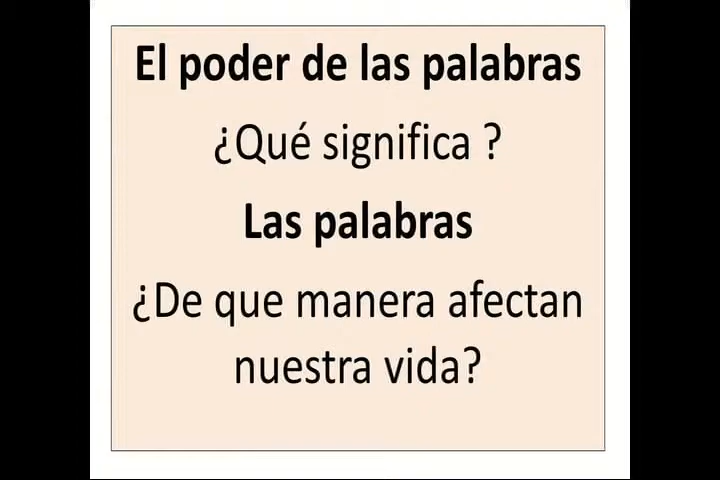 El poder de las palabras
¿Qué significa ?
Las palabras
¿De que manera afectan
nuestra vida?